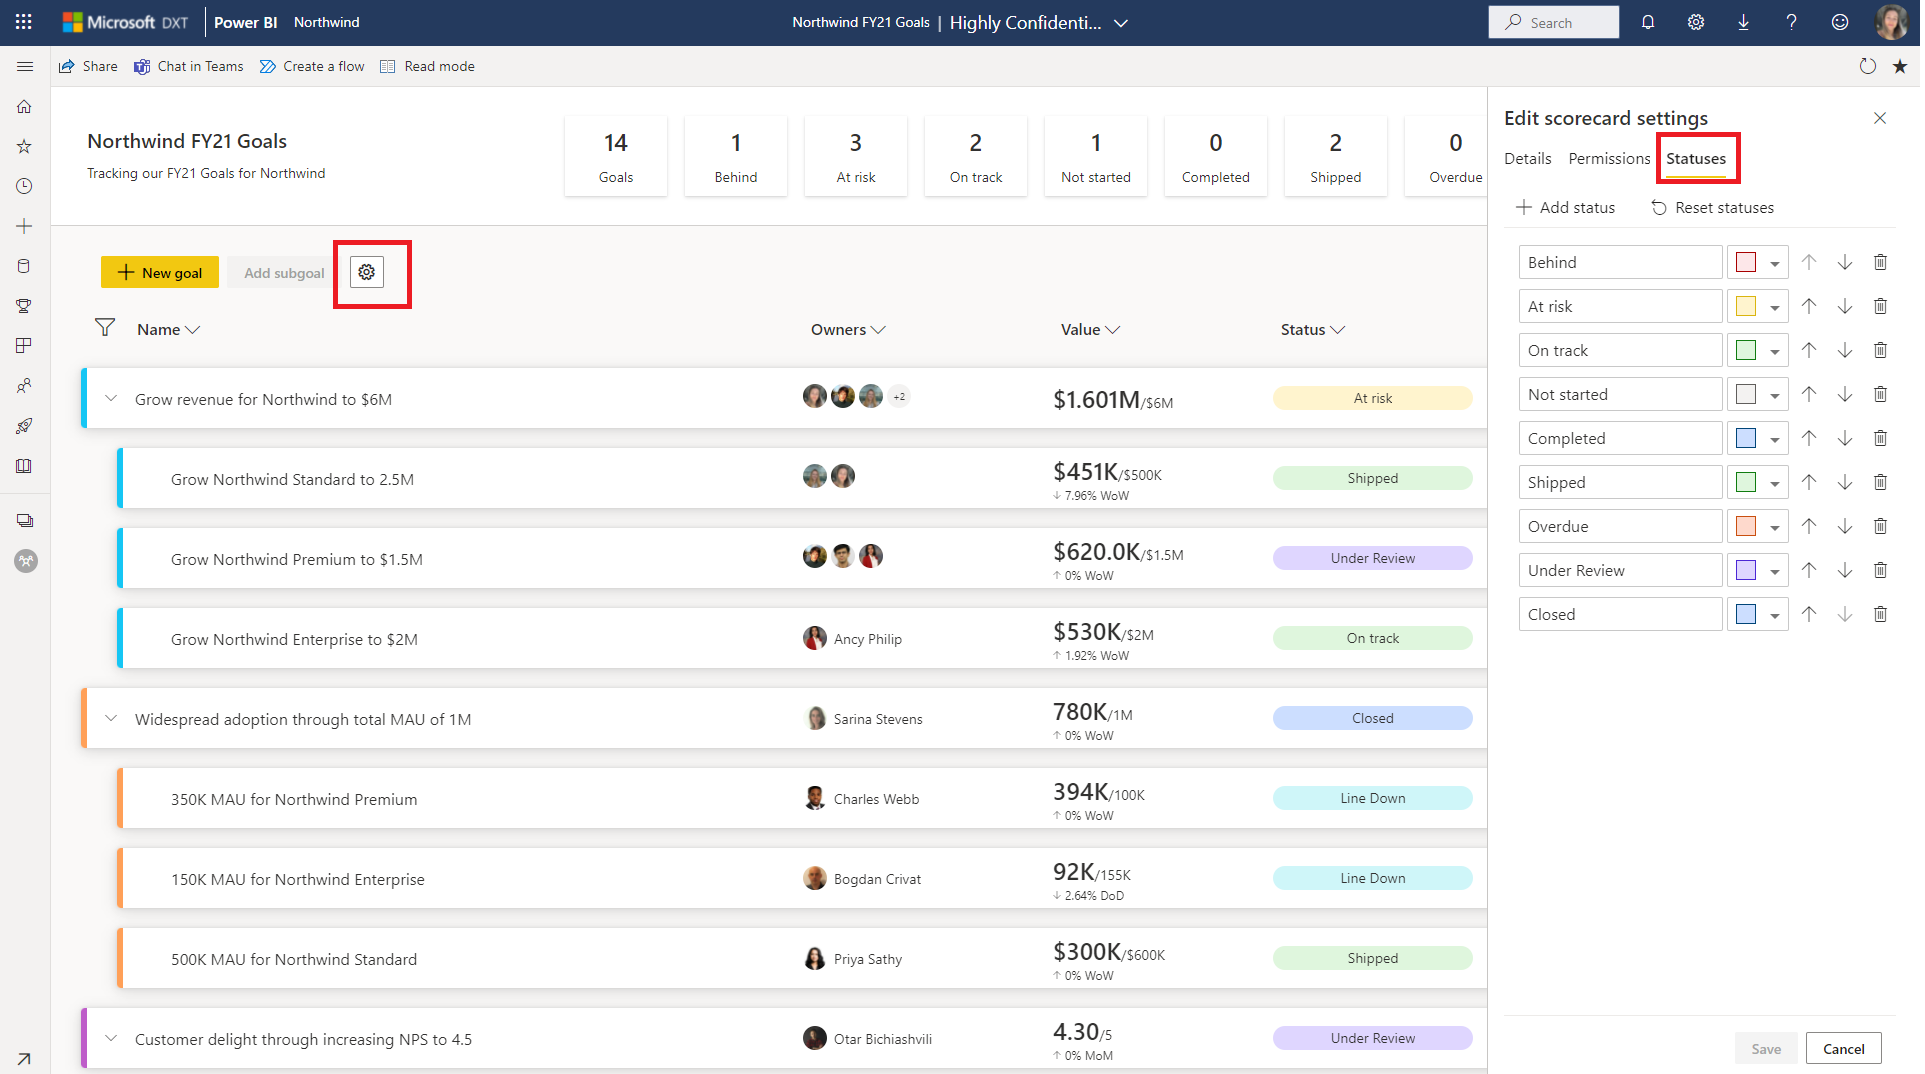 Microsoft DXT Power BI Northwind Northwind FY21 Goals | Highly Confidenti... Search
Share Chat in Teams Create a flow Read mode
Northwind FY21 Goals
Tracking our FY21 Goals for Northwind
14 Goals
1 Behind
3 At risk
2 On track
1 Not started
0 Completed
2 Shipped
0 Overdue
New goal Add subgoal
Name Owners Value Status
Grow revenue for Northwind to $6M +2 $1.601M/$6M At risk
Grow Northwind Standard to 2.5M $451K/$500K Shipped
↓ 7.96% WoW
Grow Northwind Premium to $1.5M $620.0K/$1.5M Under Review
↑ 0% WoW
Grow Northwind Enterprise to $2M Ancy Philip $530K/$2M On track
↑ 1.92% WoW
Widespread adoption through total MAU of 1M Sarina Stevens 780K/1M Closed
↑ 0% WoW
350K MAU for Northwind Premium Charles Webb 394K/100K Line Down
↑ 0% WoW
150K MAU for Northwind Enterprise Bogdan Crivat 92K/155K Line Down
↓ 2.64% DoD
500K MAU for Northwind Standard Priya Sathy $300K/$600K Shipped
↑ 0% WoW
Customer delight through increasing NPS to 4.5 Otar Bichiashvili 4.30/5 Under Review
↑ 0% MoM
Edit scorecard settings
Details Permissions Statuses
Add status Reset statuses
Behind
At risk
On track
Not started
Completed
Shipped
Overdue
Under Review
Closed
Save Cancel